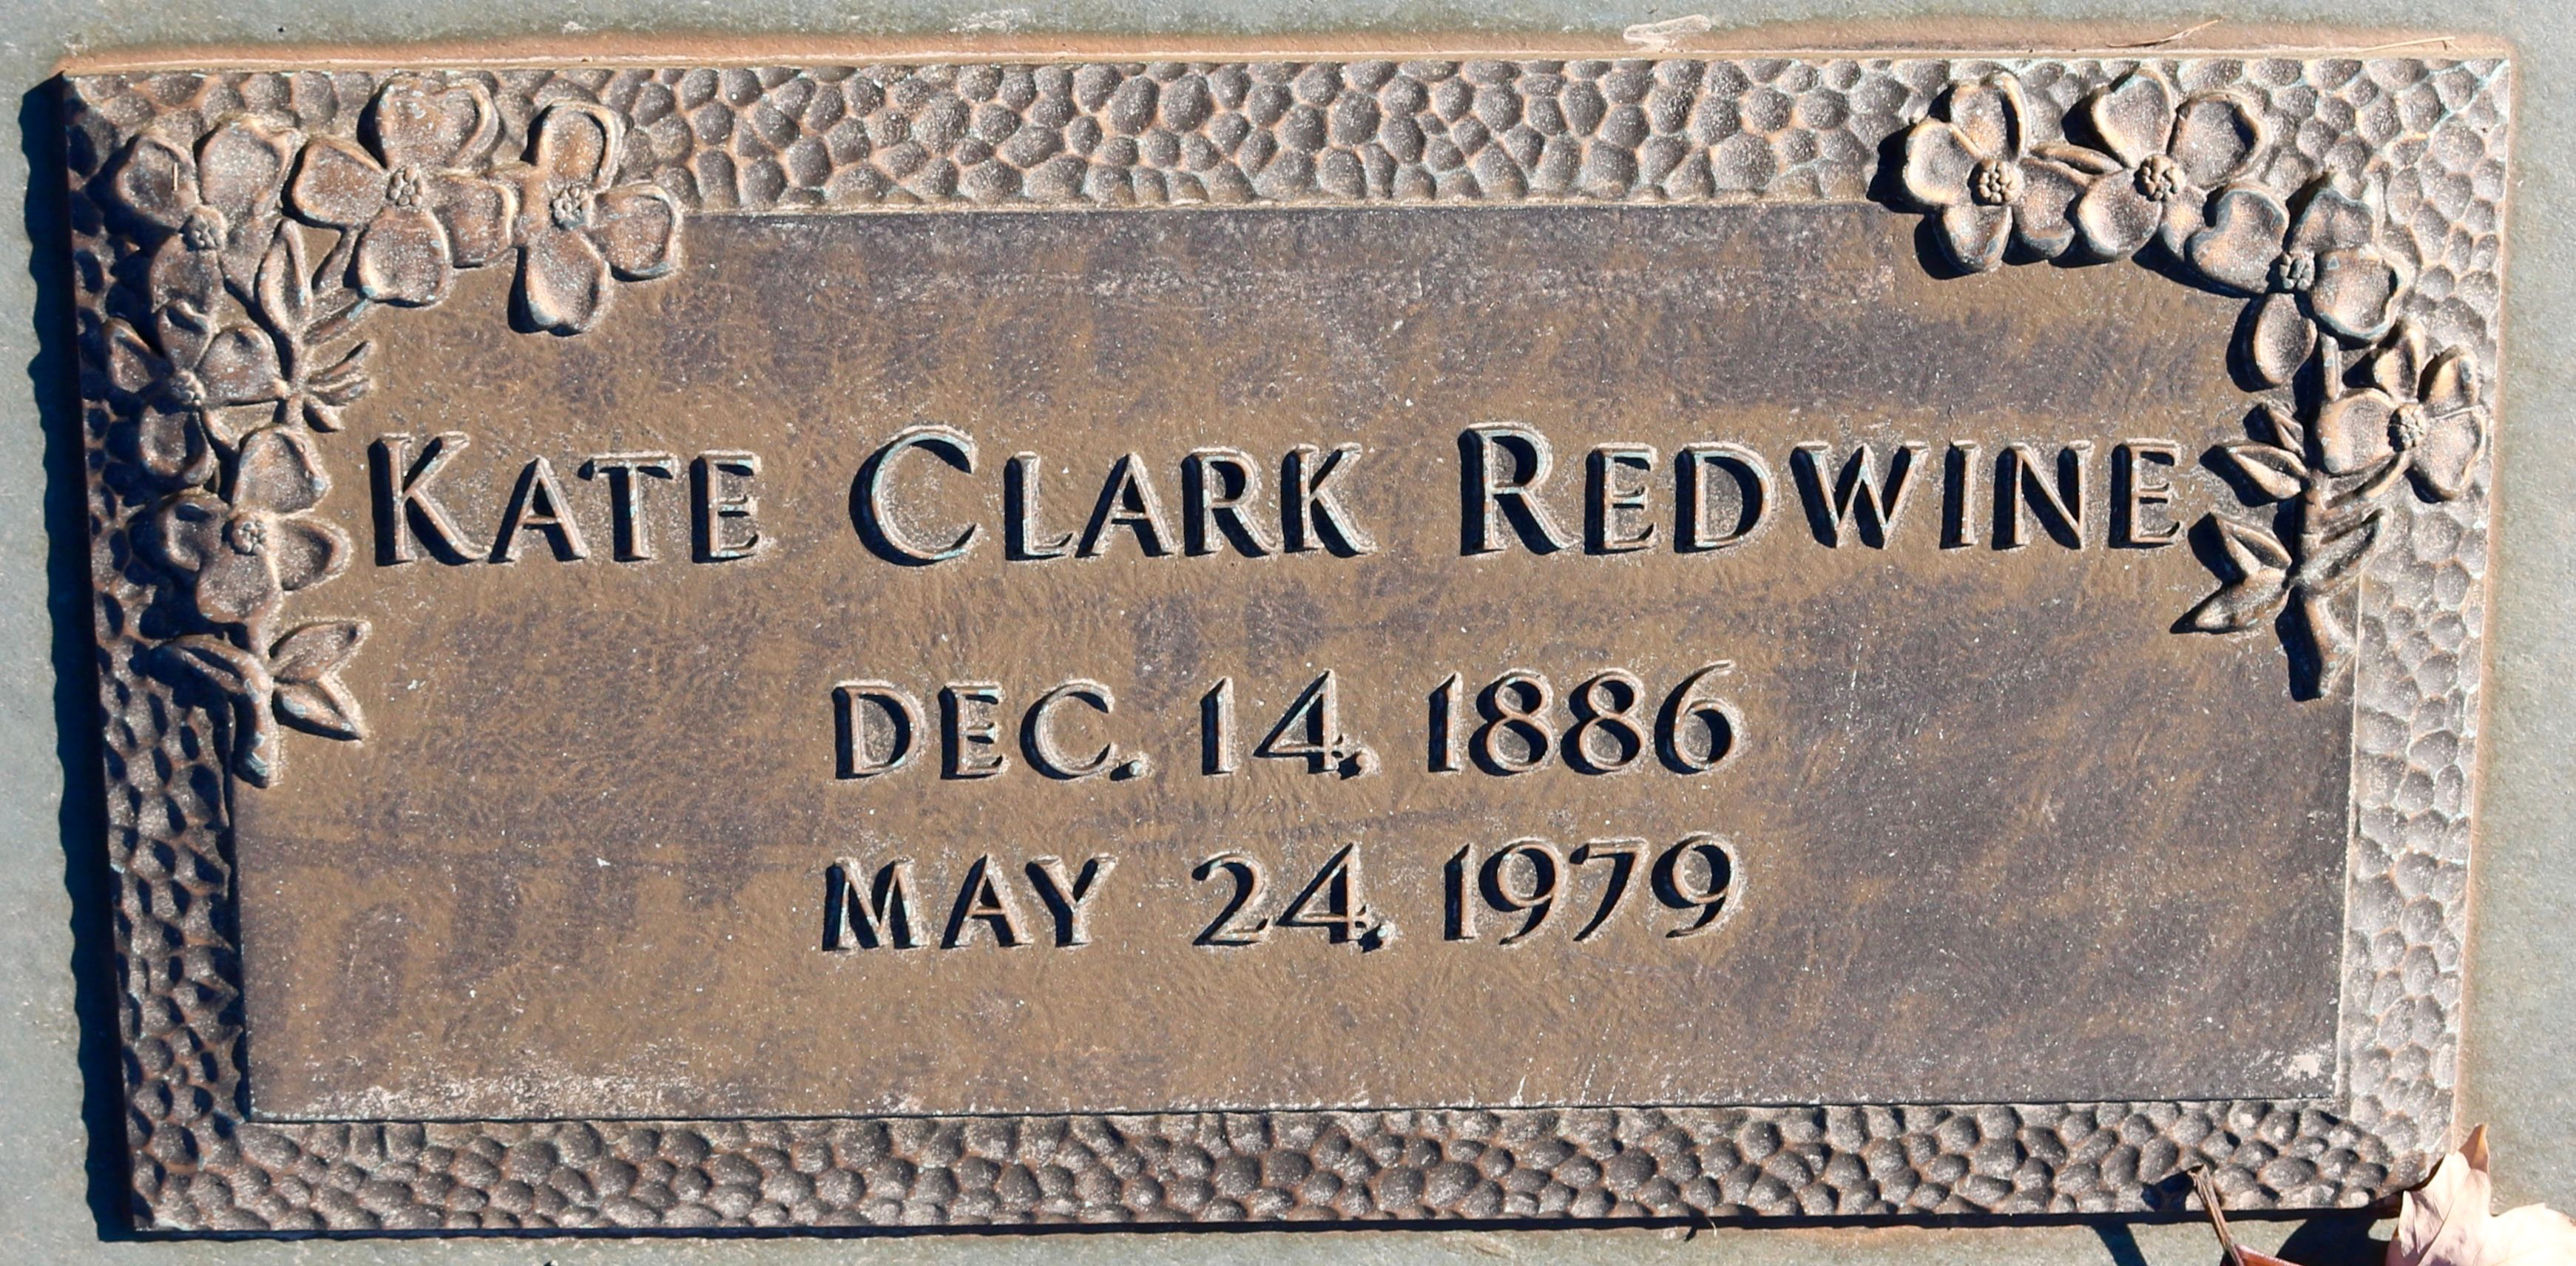 KATE CLARK REDWINE
DEC. 14, 1886
MAY 24, 1979